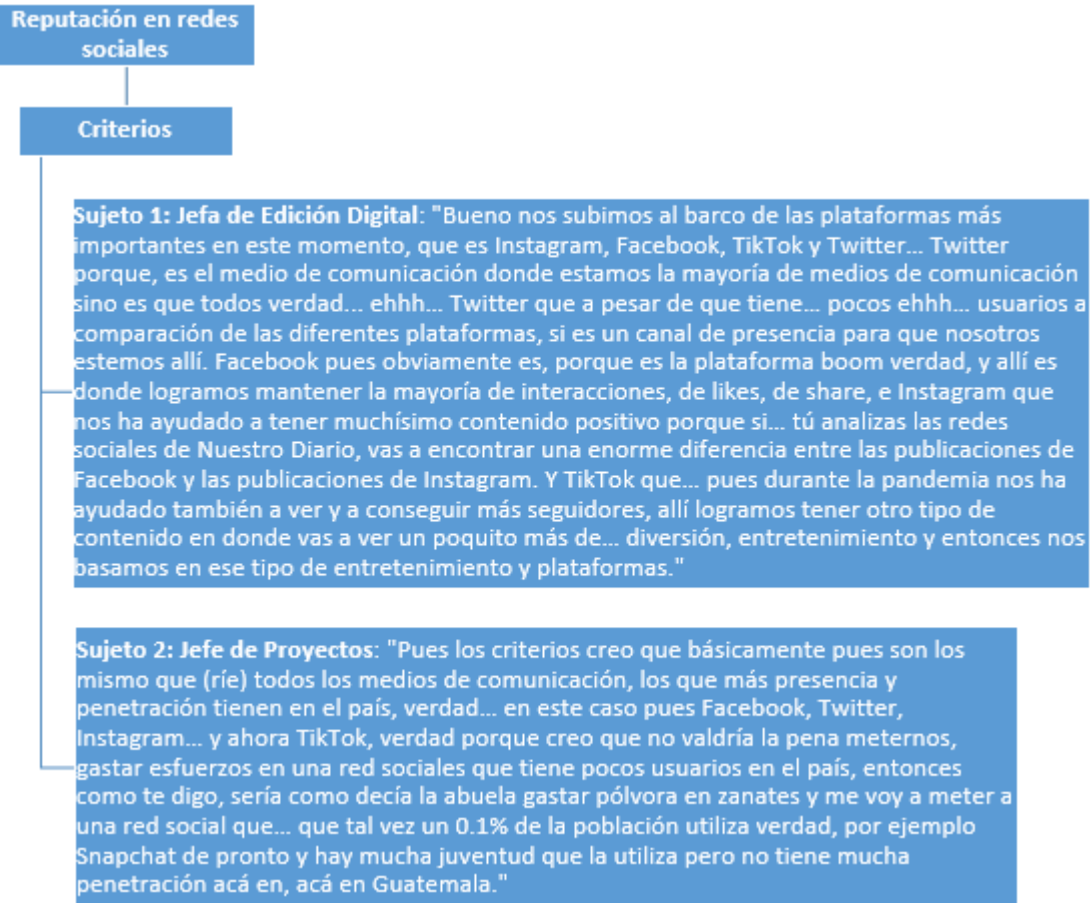 Reputación en redes
sociales
Criterios
Sujeto 1: Jefa de Edición Digital: "Bueno nos subimos al barco de las plataformas más
importantes en este momento, que es Instagram, Facebook, TikTok y Twitter... Twitter
porque, es el medio de comunicación donde estamos la mayoría de medios de comunicación
sino es que todos verdad... ehhh... Twitter que a pesar de que tiene... pocos ehhh... usuarios a
comparación de las diferentes plataformas, si es un canal de presencia para que nosotros
estemos allí. Facebook pues obviamente es, porque es la plataforma boom verdad, y allí es
donde logramos mantener la mayoría de interacciones, de likes, de share, e Instagram que
nos ha ayudado a tener muchísimo contenido positivo porque si... tú analizas las redes
sociales de Nuestro Diario, vas a encontrar una enorme diferencia entre las publicaciones de
Facebook y las publicaciones de Instagram. Y TikTok que... pues durante la pandemia nos ha
ayudado también a ver y a conseguir más seguidores, allí logramos tener otro tipo de
contenido en donde vas a ver un poquito más de... diversión, entretenimiento y entonces nos
basamos en ese tipo de entretenimiento y plataformas."
Sujeto 2: Jefe de Proyectos: "Pues los criterios creo que básicamente pues son los
mismo que (ríe) todos los medios de comunicación, los que más presencia y
penetración tienen en el país, verdad... en este caso pues Facebook, Twitter,
Instagram... y ahora TikTok, verdad porque creo que no valdría la pena meternos,
gastar esfuerzos en una red sociales que tiene pocos usuarios en el país, entonces
como te digo, sería como decía la abuela gastar pólvora en zanates y me voy a meter a
una red social que... que tal vez un 0.1% de la población utiliza verdad, por ejemplo
Snapchat de pronto y hay mucha juventud que la utiliza pero no tiene mucha
penetración acá en, acá en Guatemala."